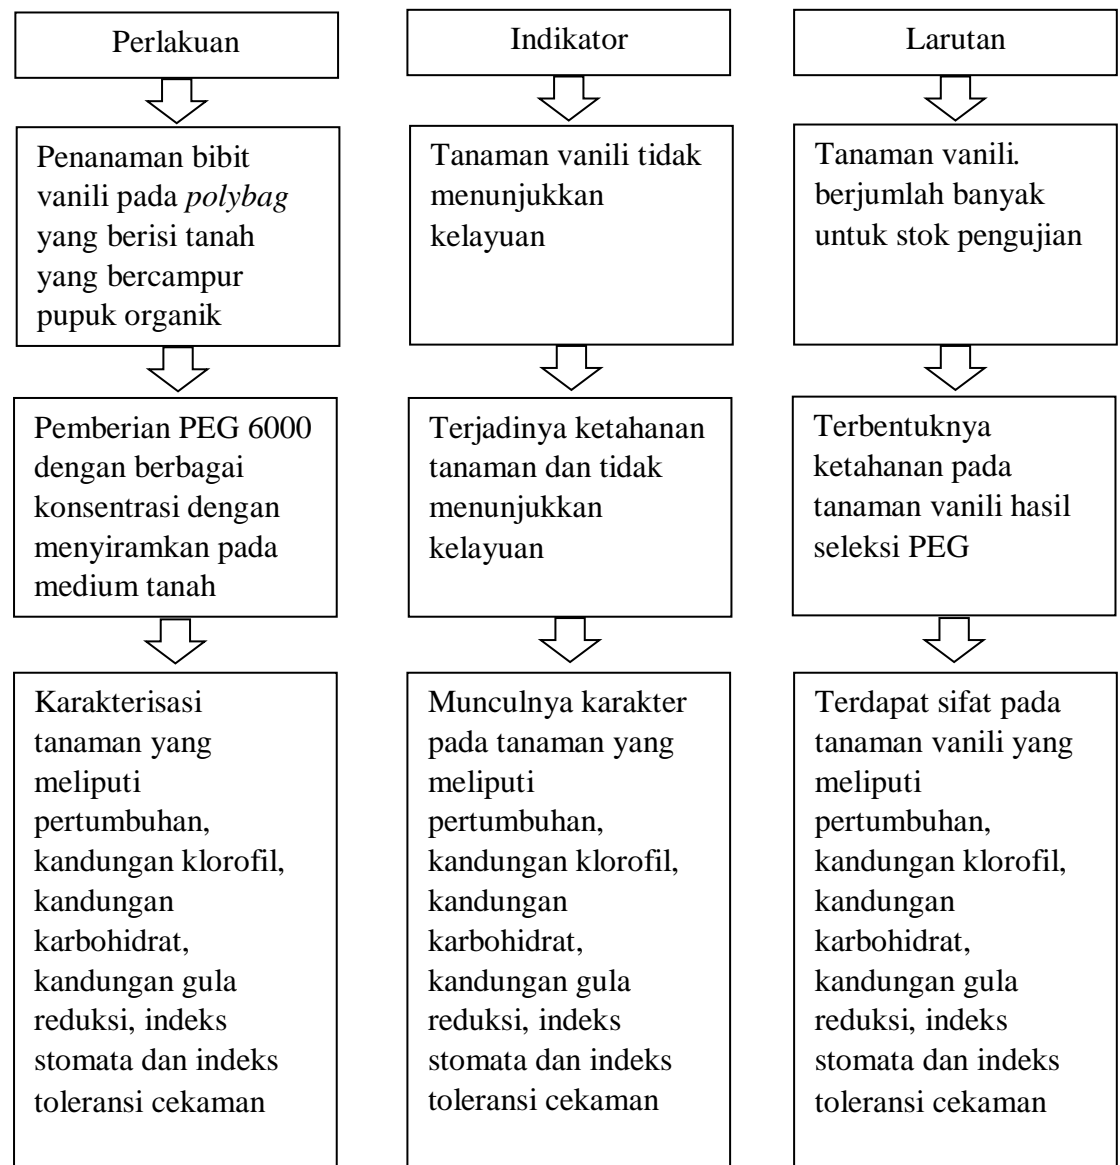 Perlakuan
Indikator
Larutan
Penanaman bibit
vanili pada polybag
yang berisi tanah
yang bercampur
pupuk organik
Tanaman vanili tidak
menunjukkan
kelayuan
Tanaman vanili.
berjumlah banyak
untuk stok pengujian
Pemberian PEG 6000
dengan berbagai
konsentrasi dengan
menyiramkan pada
medium tanah
Terjadinya ketahanan
tanaman dan tidak
menunjukkan
kelayuan
Terbentuknya
ketahanan pada
tanaman vanili hasil
seleksi PEG
Karakterisasi
tanaman yang
meliputi
pertumbuhan,
kandungan klorofil,
kandungan
karbohidrat,
kandungan gula
reduksi, indeks
stomata dan indeks
toleransi cekaman
Munculnya karakter
pada tanaman yang
meliputi
pertumbuhan,
kandungan klorofil,
kandungan
karbohidrat,
kandungan gula
reduksi, indeks
stomata dan indeks
toleransi cekaman
Terdapat sifat pada
tanaman vanili yang
meliputi
pertumbuhan,
kandungan klorofil,
kandungan
karbohidrat,
kandungan gula
reduksi, indeks
stomata dan indeks
toleransi cekaman